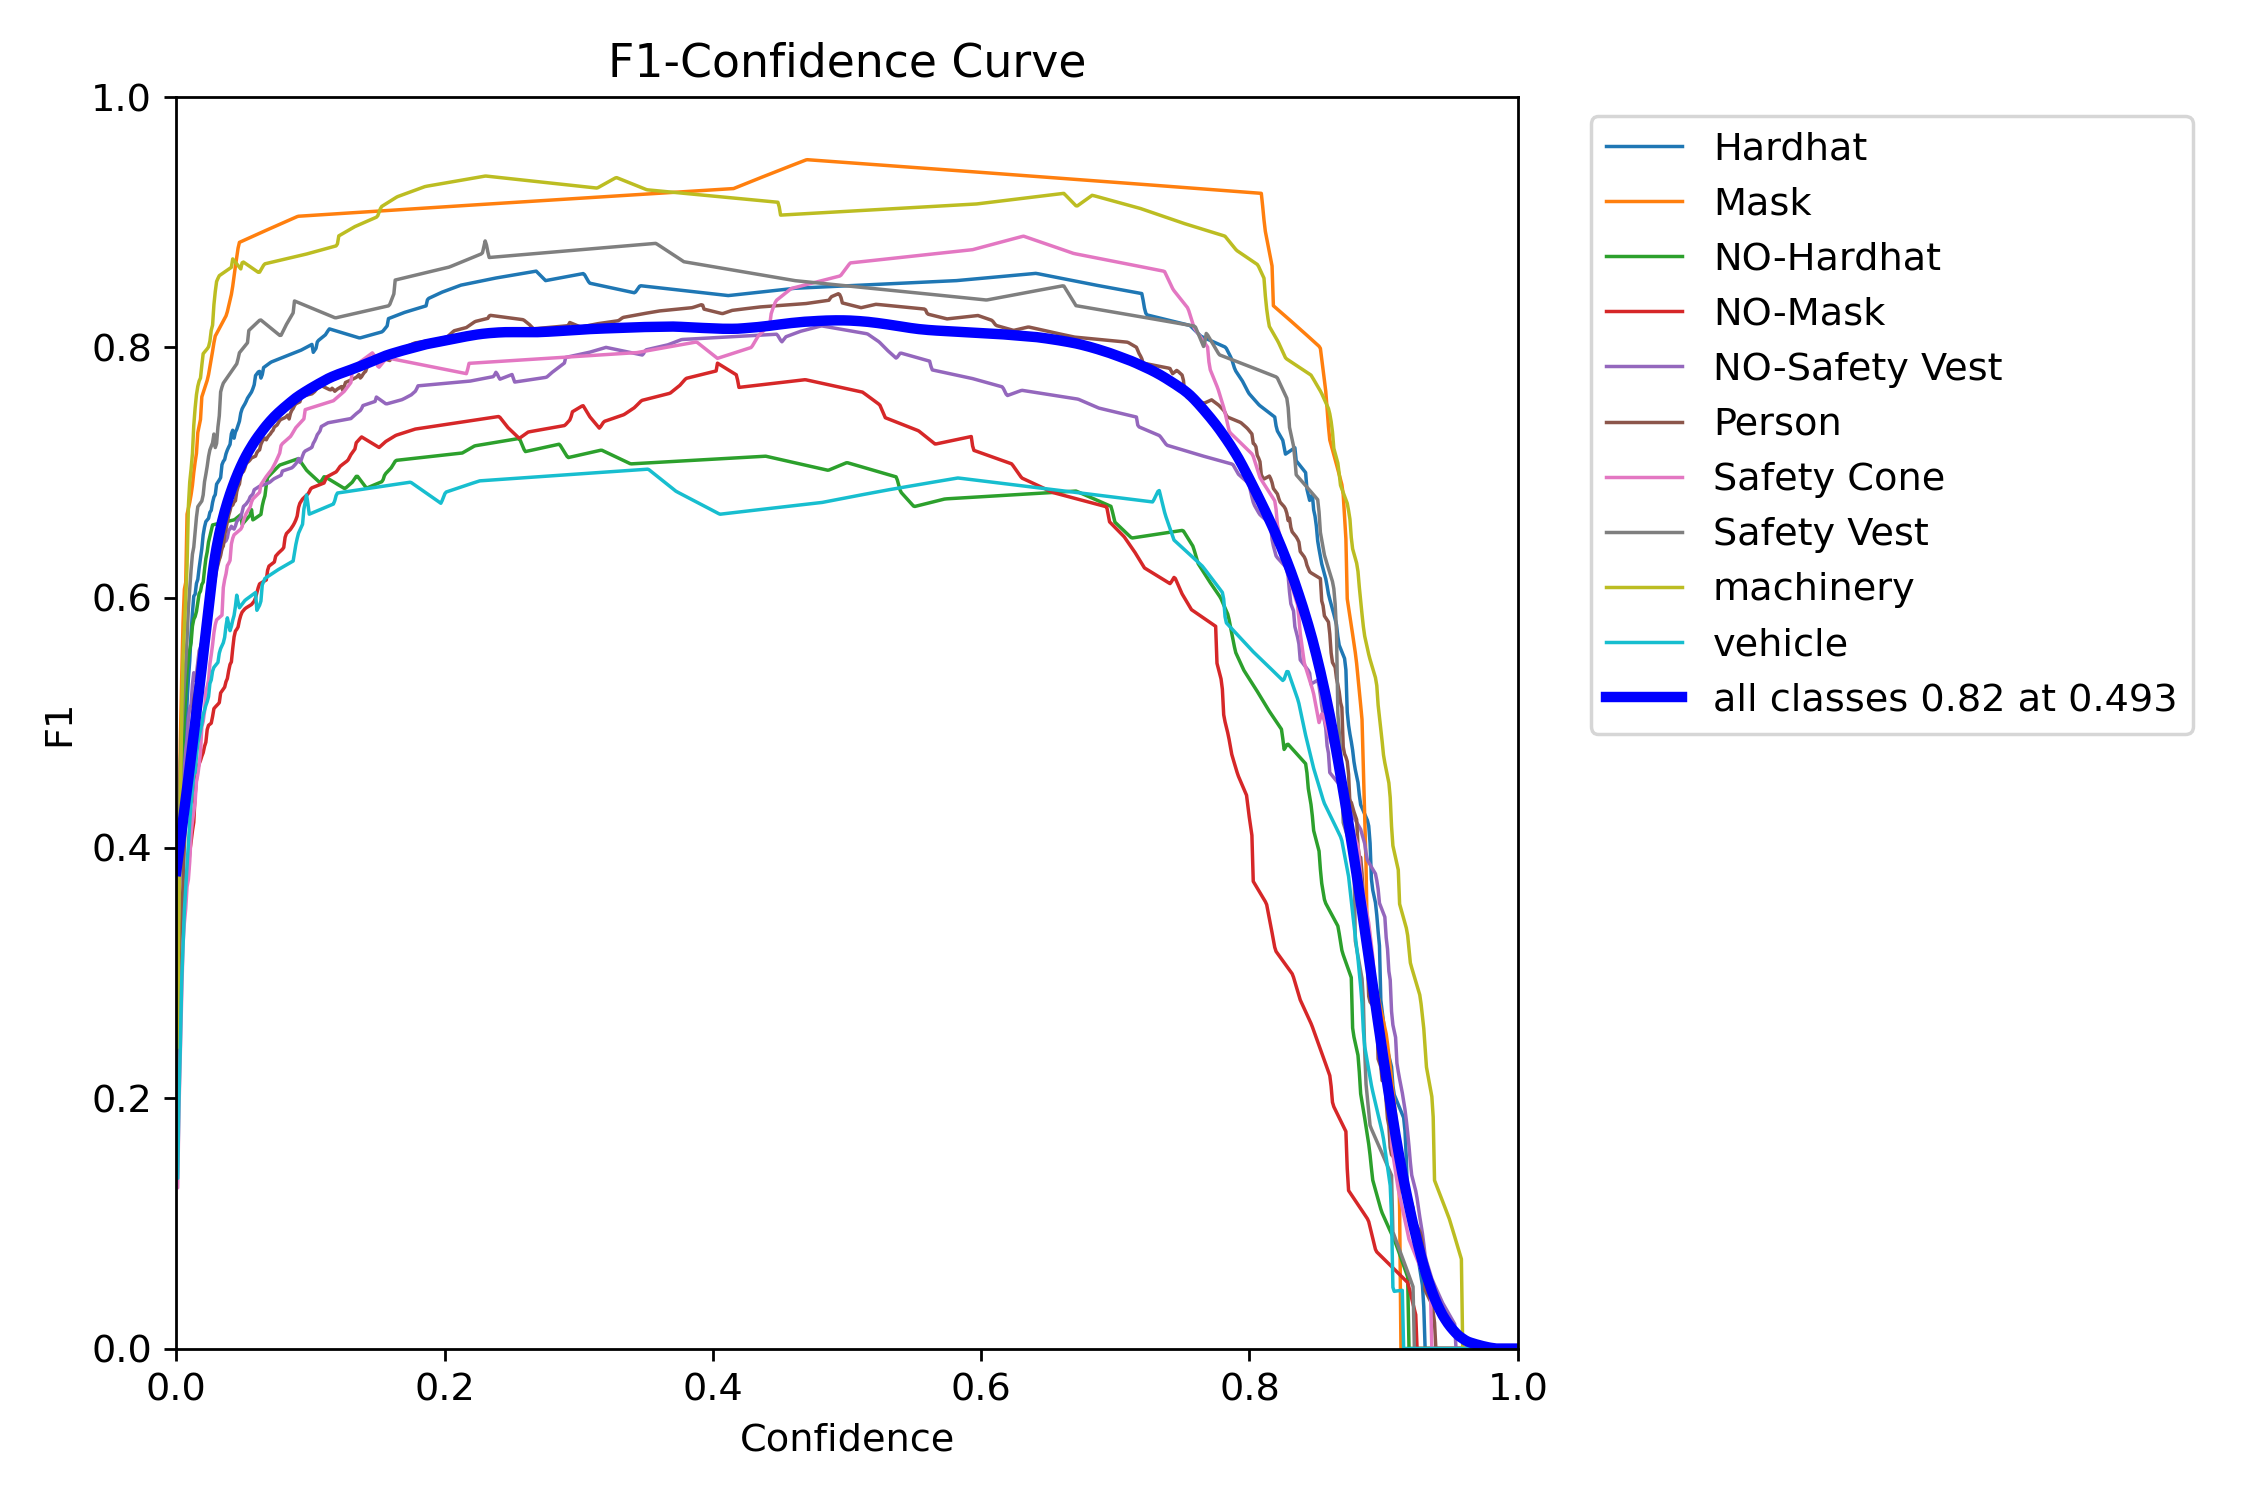 F1-Confidence Curve
1.0
0.8
0.6
0.4
0.2
0.0
F1
0.0 0.2 0.4 0.6 0.8 1.0
Confidence
Hardhat
Mask
NO-Hardhat
NO-Mask
NO-Safety Vest
Person
Safety Cone
Safety Vest
machinery
vehicle
all classes 0.82 at 0.493